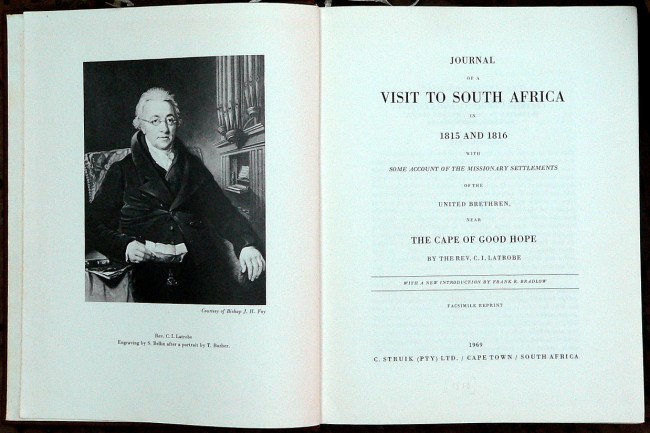 Courtesy of Bishop J. H. Foy
Rev. C. I. Latrobe
Engraving by S. Bellin after a portrait by T. Barber.
JOURNAL
OF A
VISIT TO SOUTH AFRICA
IN
1815 AND 1816
WITH
SOME ACCOUNT OF THE MISSIONARY SETTLEMENTS
OF THE
UNITED BRETHREN,
NEAR
THE CAPE OF GOOD HOPE
BY THE REV. C. I. LATROBE
WITH A NEW INTRODUCTION BY FRANK R. BRADLOW
FACSIMILE REPRINT
1969
C. STRUIK (PTY) LTD. / CAPE TOWN / SOUTH AFRICA